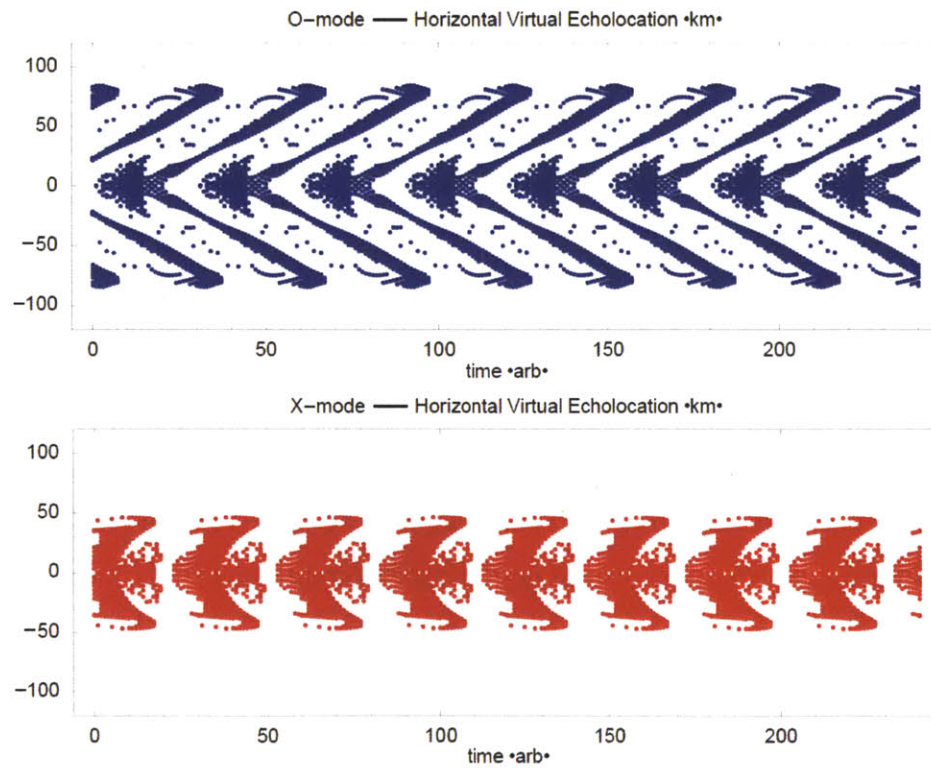 O−mode — Horizontal Virtual Echolocation •km•
100
50
0
−50
−100
0 50 100 150 200
time •arb•
X−mode — Horizontal Virtual Echolocation •km•
100
50
0
−50
−100
0 50 100 150 200
time •arb•